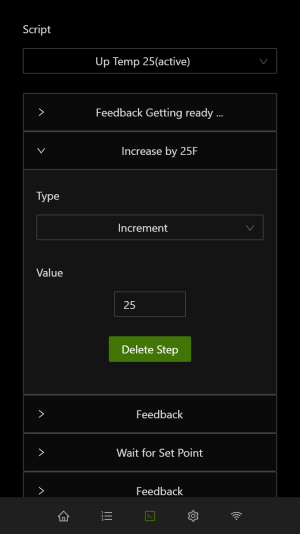 Script
Up Temp 25(active)
Feedback Getting ready ...
Increase by 25F
Type
Increment
Value
25
Delete Step
Feedback
Wait for Set Point
Feedback